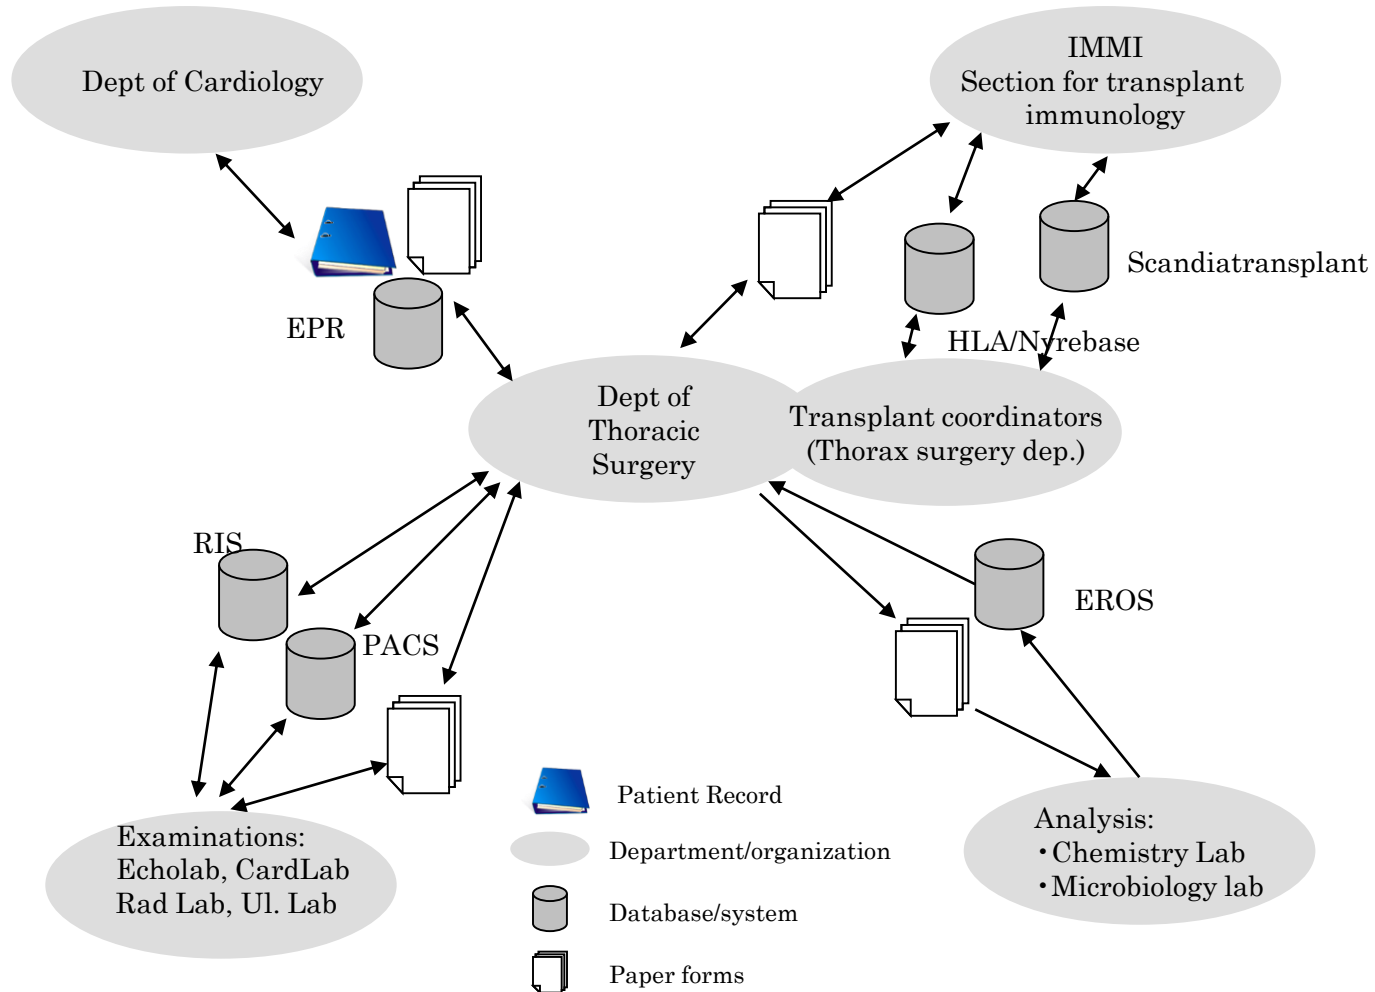 Dept of Cardiology
IMMI
Section for transplant
immunology
Scandiatransplant
EPR
HLA/Nyrebase
Dept of
Thoracic
Surgery
Transplant coordinators
(Thorax surgery dep.)
RIS
PACS
EROS
Examinations:
Echolab, CardLab
Rad Lab, Ul. Lab
Analysis:
・Chemistry Lab
・Microbiology lab
Patient Record
Department/organization
Database/system
Paper forms